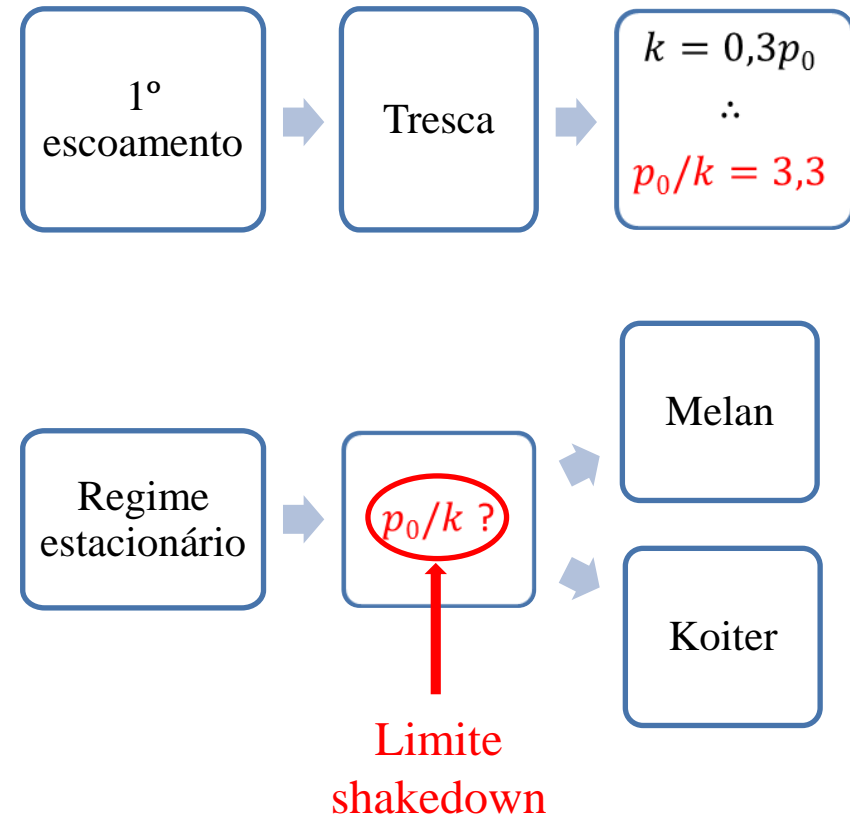 1º
escoamento
Tresca
k = 0,3p₀
∴
p₀/k = 3,3
Regime
estacionário
p₀/k ?
Melan
Koiter
Limite
shakedown